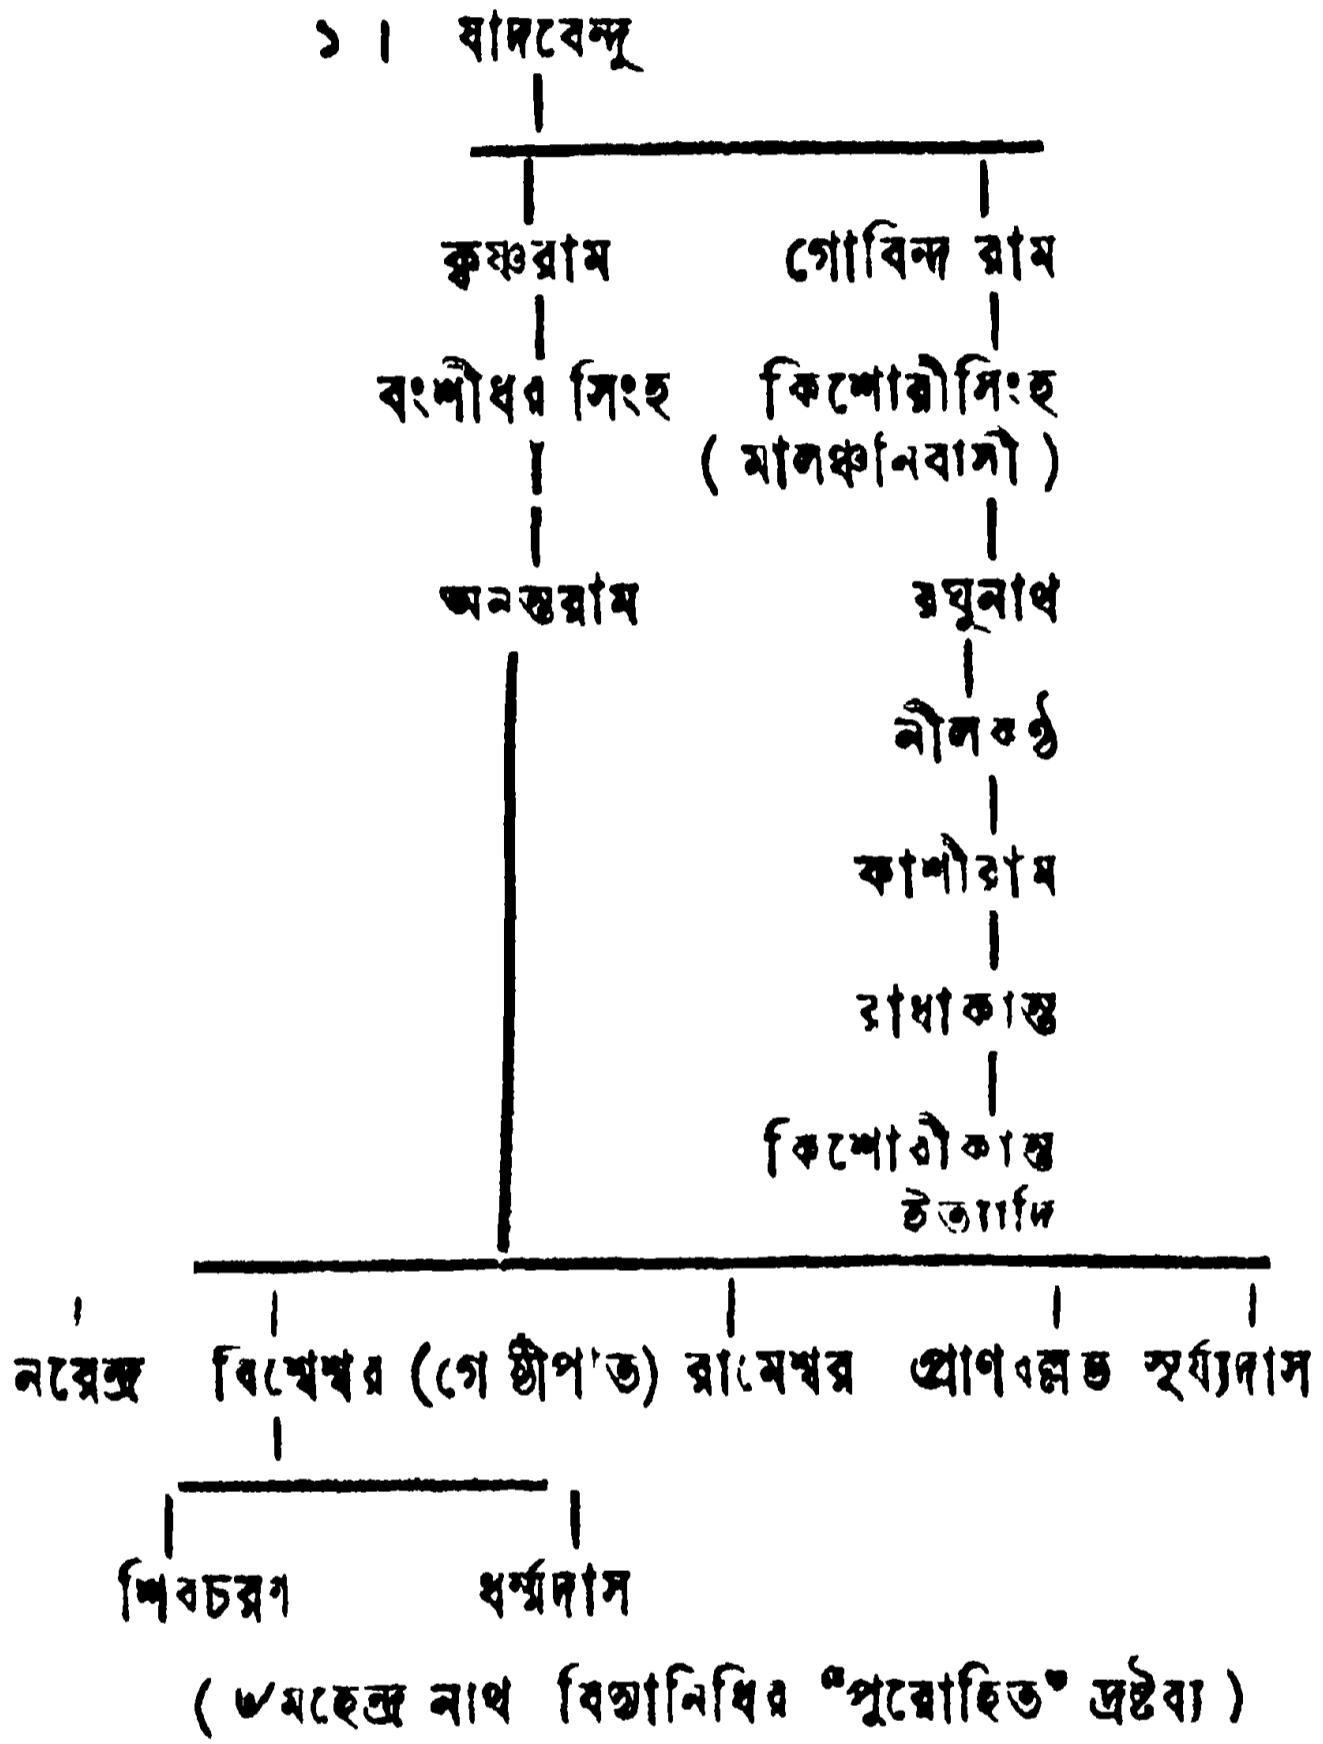 ১ । যাদবেন্দু
কৃষ্ণরাম গোবিন্দ রাম
বংশীধর সিংহ কিশোরীসিংহ
( মালঞ্চনিবাসী )
অনন্তরাম রঘুনাথ
নীলকণ্ঠ
কাশীরাম
রাধাকান্ত
কিশোরীকান্ত
ইত্যাদি
নরেন্দ্র বিশ্বেশ্বর (গোষ্ঠীপতি) রামেশ্বর প্রাণবল্লভ সূর্য্যদাস
শিবচরণ ধর্ম্মদাস
( ৺মহেন্দ্র নাথ বিদ্যানিধির “পুরোহিত” দ্রষ্টব্য )